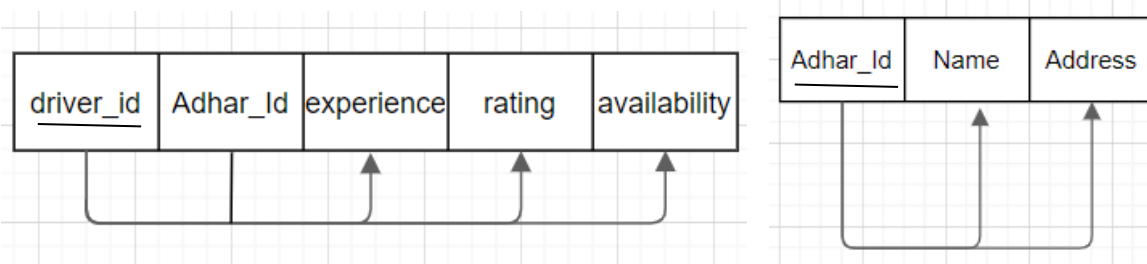 driver_id Adhar_Id experience rating availability
Adhar_Id Name Address